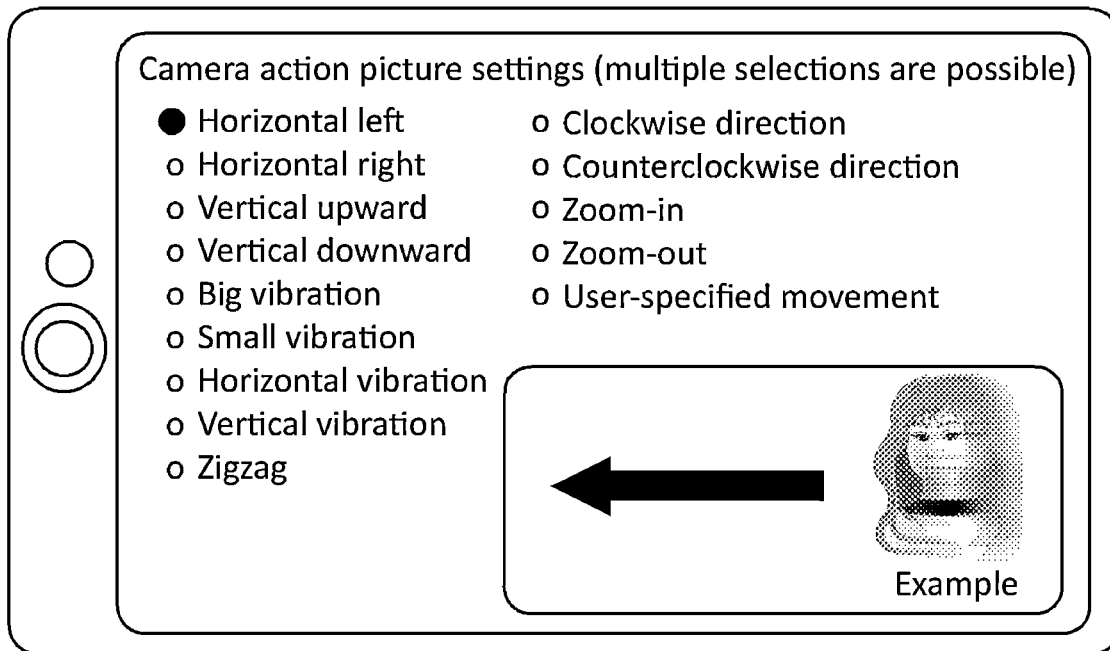 Camera action picture settings (multiple selections are possible)
Horizontal left
Horizontal right
Vertical upward
Vertical downward
Big vibration
Small vibration
Horizontal vibration
Vertical vibration
Zigzag
Clockwise direction
Counterclockwise direction
Zoom-in
Zoom-out
User-specified movement
Example